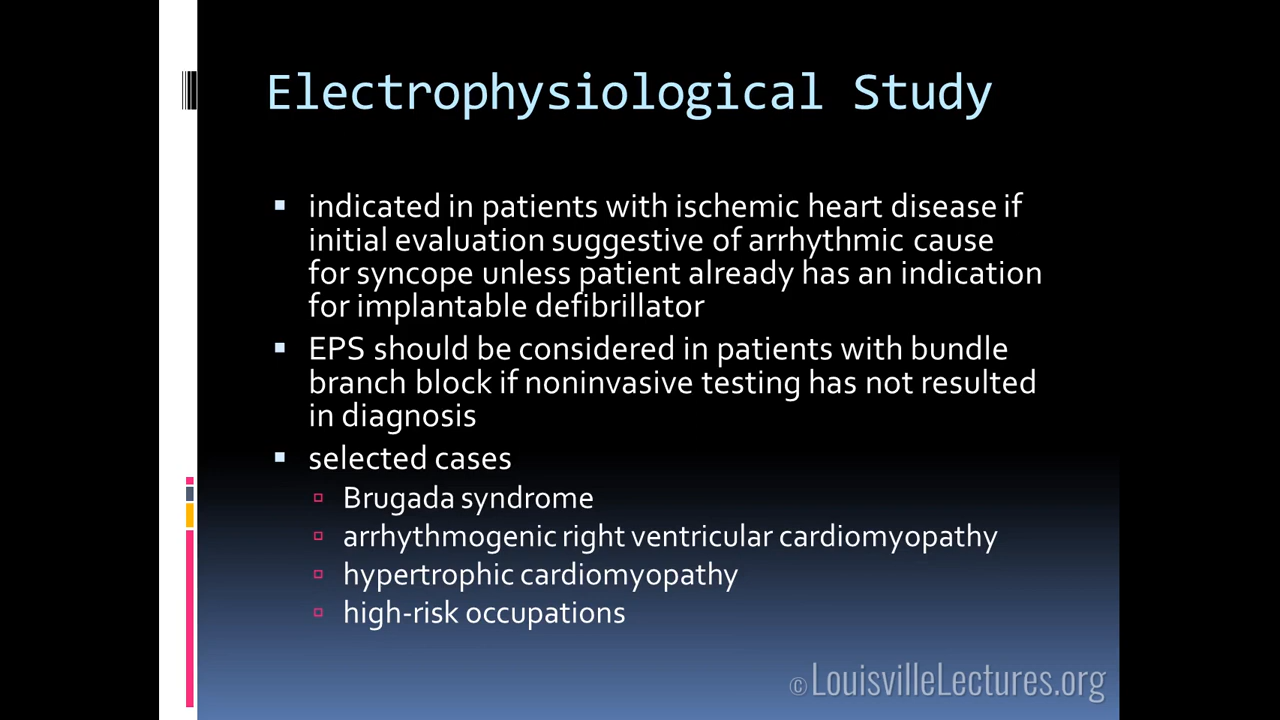 Electrophysiological Study
indicated in patients with ischemic heart disease if
initial evaluation suggestive of arrhythmic cause
for syncope unless patient already has an indication
for implantable defibrillator
EPS should be considered in patients with bundle
branch block if noninvasive testing has not resulted
in diagnosis
selected cases
Brugada syndrome
arrhythmogenic right ventricular cardiomyopathy
hypertrophic cardiomyopathy
high-risk occupations
© LouisvilleLectures.org